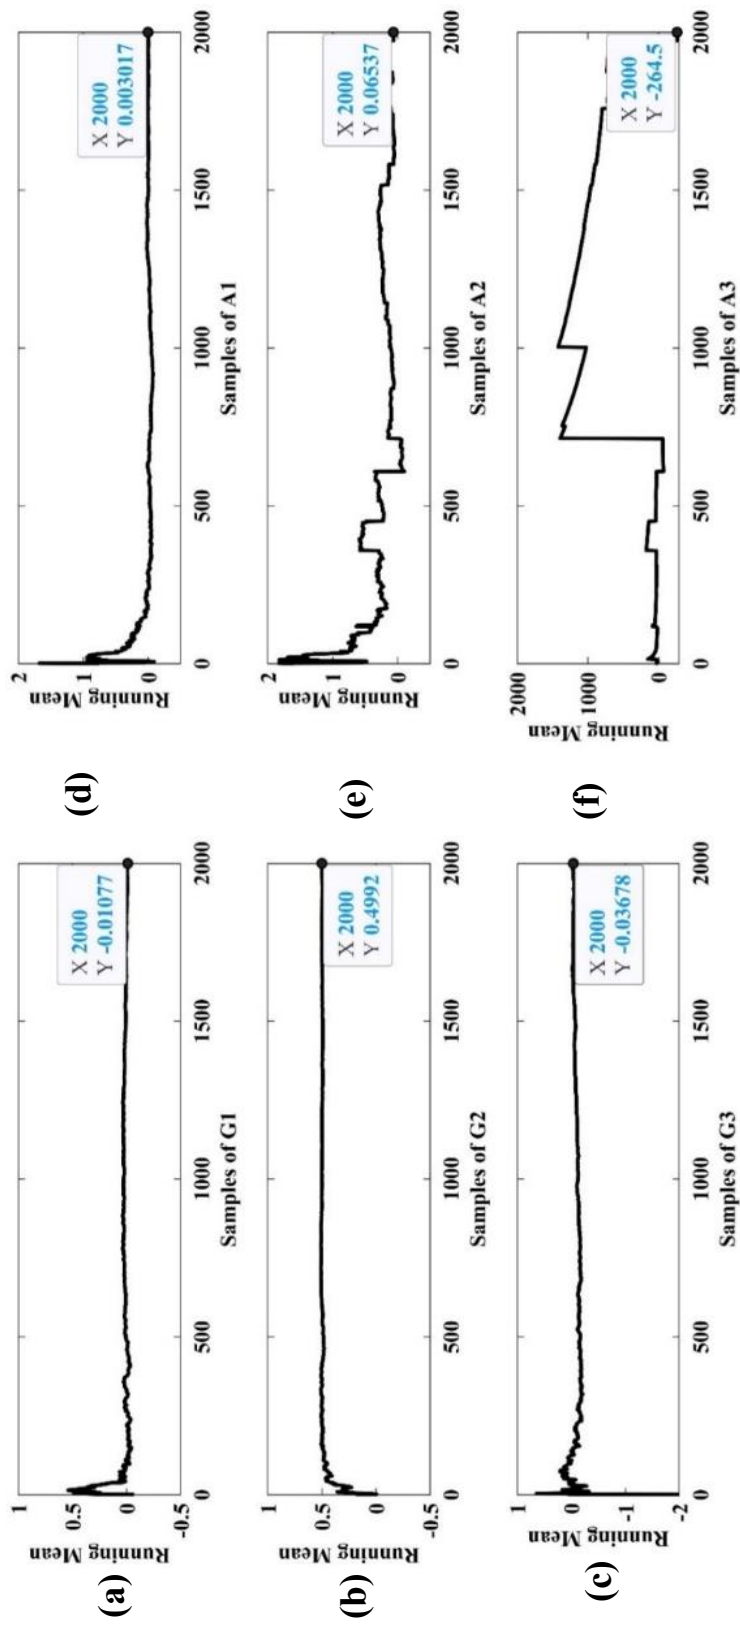 (a)
Running Mean
1
0.5
0
-0.5
0
500
1000
1500
2000
X 2000
Y -0.01077
Samples of G1
(b)
Running Mean
1
0.5
0
-0.5
0
500
1000
1500
2000
X 2000
Y 0.4992
Samples of G2
(c)
Running Mean
1
0
-1
-2
0
500
1000
1500
2000
X 2000
Y -0.03678
Samples of G3
(d)
Running Mean
2
1
0
0
500
1000
1500
2000
X 2000
Y 0.003017
Samples of A1
(e)
Running Mean
2
1
0
0
500
1000
1500
2000
X 2000
Y 0.06537
Samples of A2
(f)
Running Mean
2000
1000
0
0
500
1000
1500
2000
X 2000
Y -264.5
Samples of A3